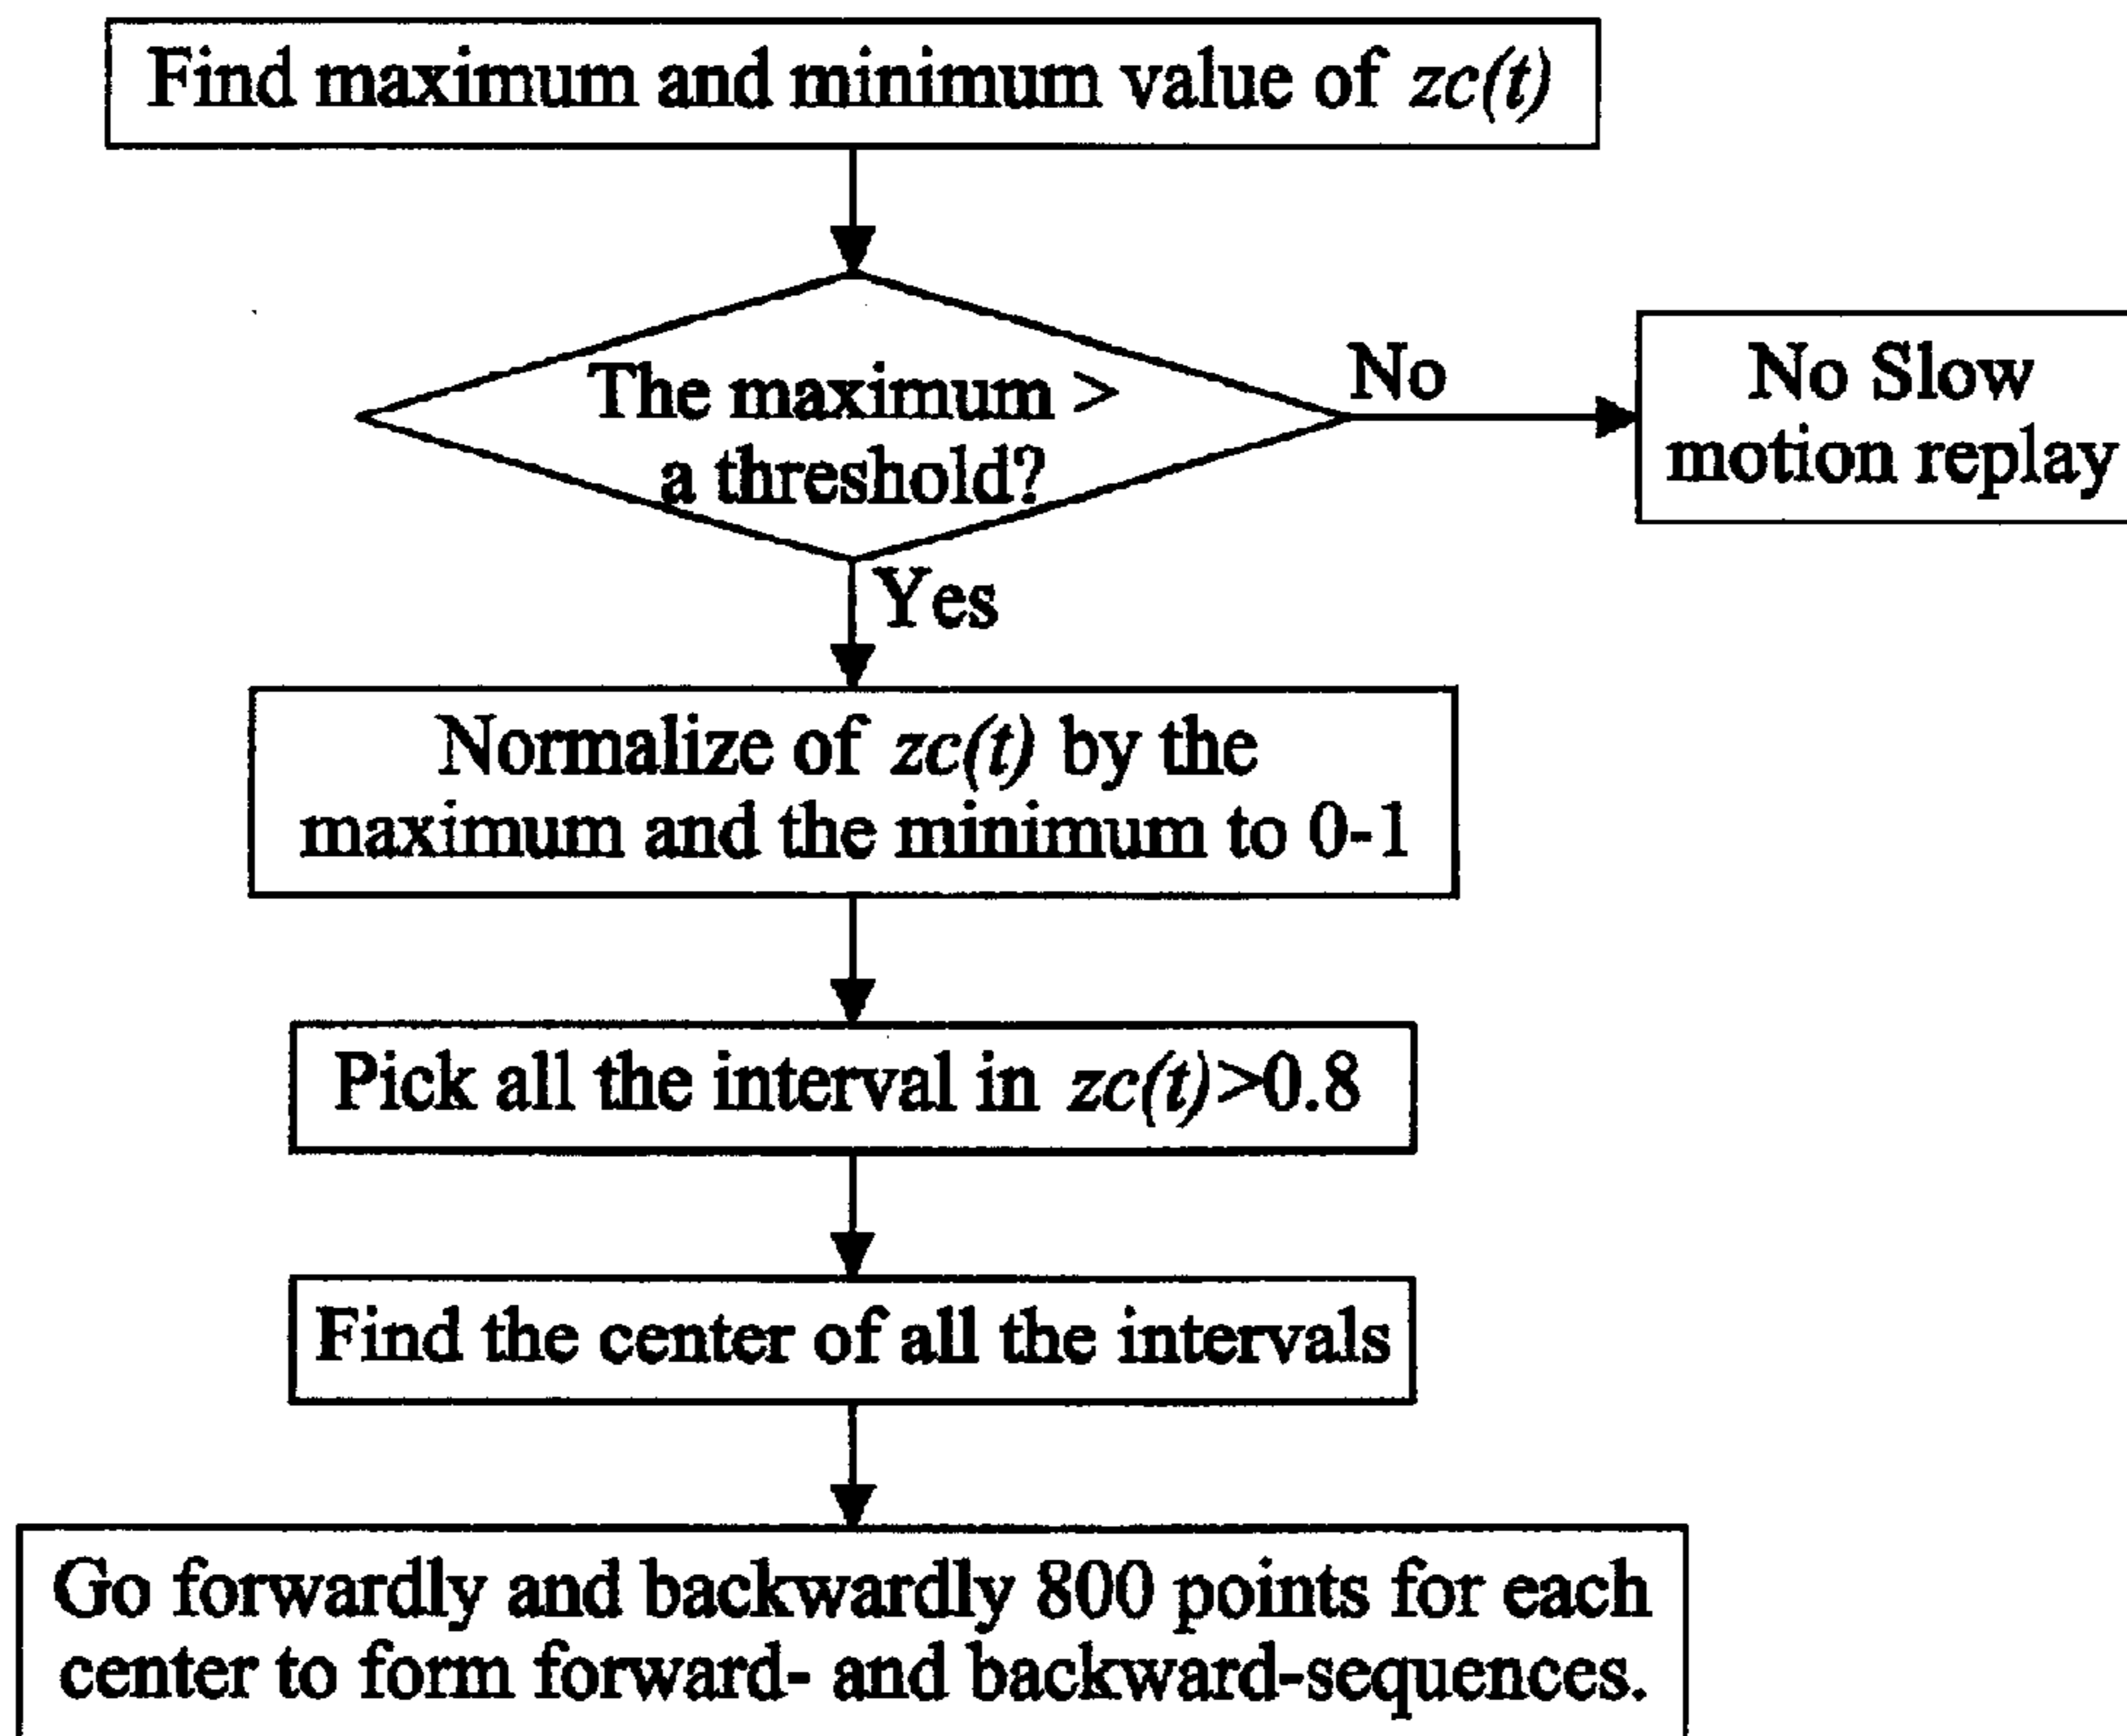 Find maximum and minimum value of zc(t)
The maximum >
a threshold?
No
No Slow
motion replay
Yes
Normalize of zc(t) by the
maximum and the minimum to 0-1
Pick all the interval in zc(t)>0.8
Find the center of all the intervals
Go forwardly and backwardly 800 points for each
center to form forward- and backward-sequences.